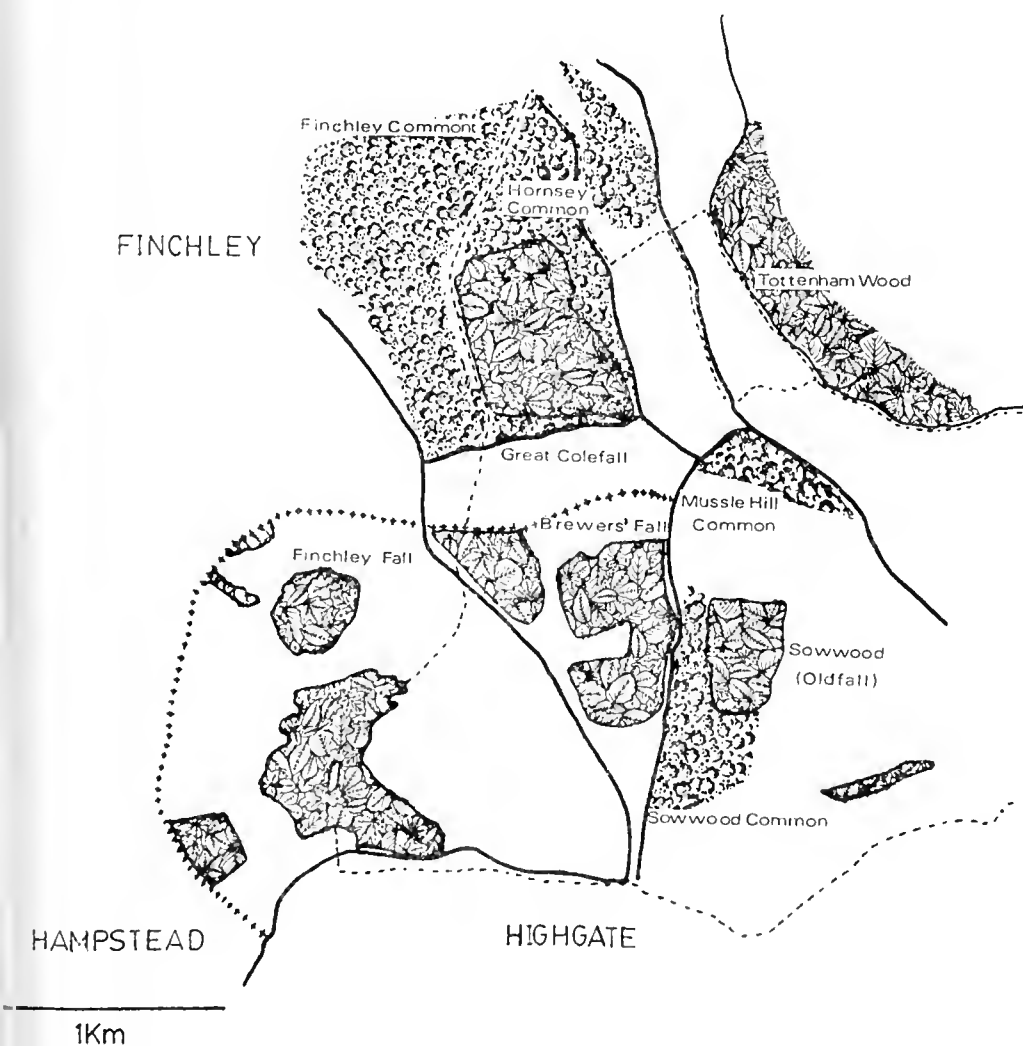 Finchley Commont
Hornsey
Common
FINCHLEY
Tottenham Wood
Great Colefall
Mussle Hill
Common
Brewers' Fall
Finchley Fall
Sowwood
(Oldfall)
Sowwood Common
HAMPSTEAD
HIGHGATE
1Km